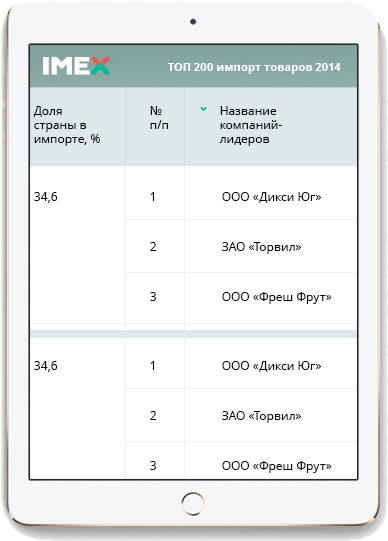 IMEX
ТОП 200 импорт товаров 2014
Доля
страны в
импорте, %
№
п/п
Название
компаний-
лидеров
34,6
1
ООО «Дикси Юг»
2
ЗАО «Торвил»
3
ООО «Фреш Фрут»
34,6
1
ООО «Дикси Юг»
2
ЗАО «Торвил»
3
ООО «Фреш Фрут»